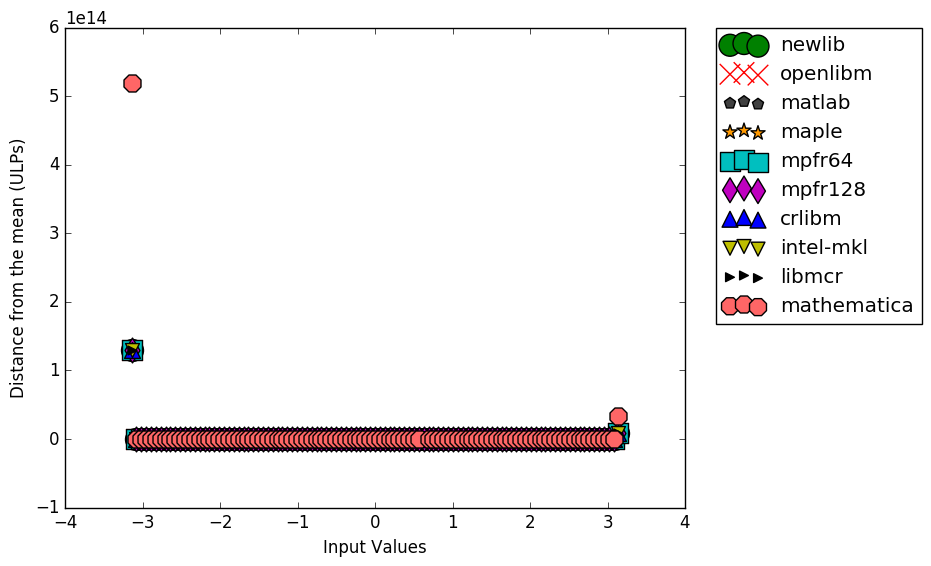 1e14
6
5
4
3
2
1
0
−1
−4 −3 −2 −1 0 1 2 3 4
Input Values
Distance from the mean (ULPs)
newlib
openlibm
matlab
maple
mpfr64
mpfr128
crlibm
intel-mkl
libmcr
mathematica